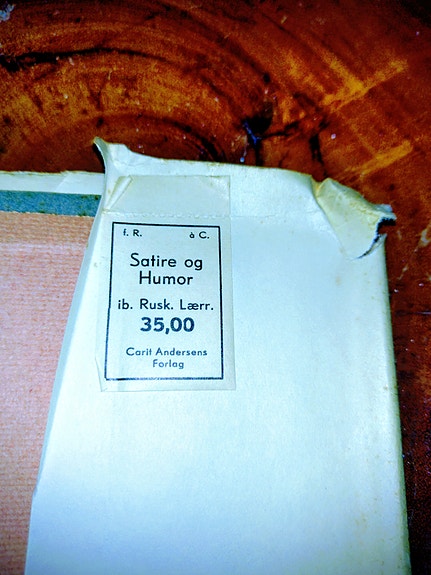 f. R. à C.
Satire og
Humor
ib. Rusk. Lærr.
35,00
Carit Andersens
Forlag